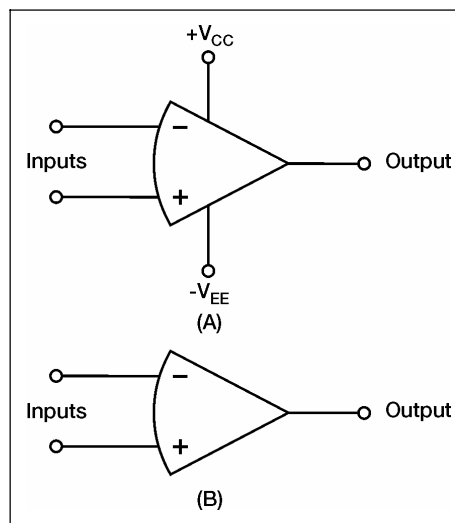 +VCC
−
Inputs
Output
+
-VEE
(A)
−
Inputs
Output
+
(B)